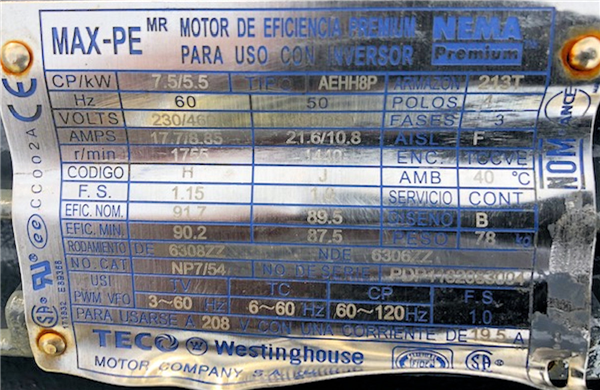 MAX-PE MR MOTOR DE EFICIENCIA PREMIUM NEMA Premium
PARA USO CON INVERSOR
CP/kW 7.5/5.5 TIPO AEHH8P ARMAZON 213T
Hz 60 50 POLOS 4
VOLTS 230/460 FASES 3
AMPS 17.7/8.85 21.6/10.8 AISL F
r/min 1755 1440 ENC.
CODIGO H J AMB 40 °C
F. S. 1.15 SERVICIO CONT
EFIC. NOM. 91.7 89.5 DISENO B
EFIC. MIN. 90.2 87.5 PESO 78 kg
RODAMIENTO DE 6308ZZ NDE 6306ZZ
NO. CAT NP7/54 NO. DE SERIE
USI TV TC CP F. S.
PWM VFD 3~60 Hz 6~60 Hz 60~120 Hz 1.0
PARA USARSE A 208 V CON UNA CORRIENTE DE 19.5 A
TECO Westinghouse
MOTOR COMPANY
CE
CC002A
NOM
ANCE